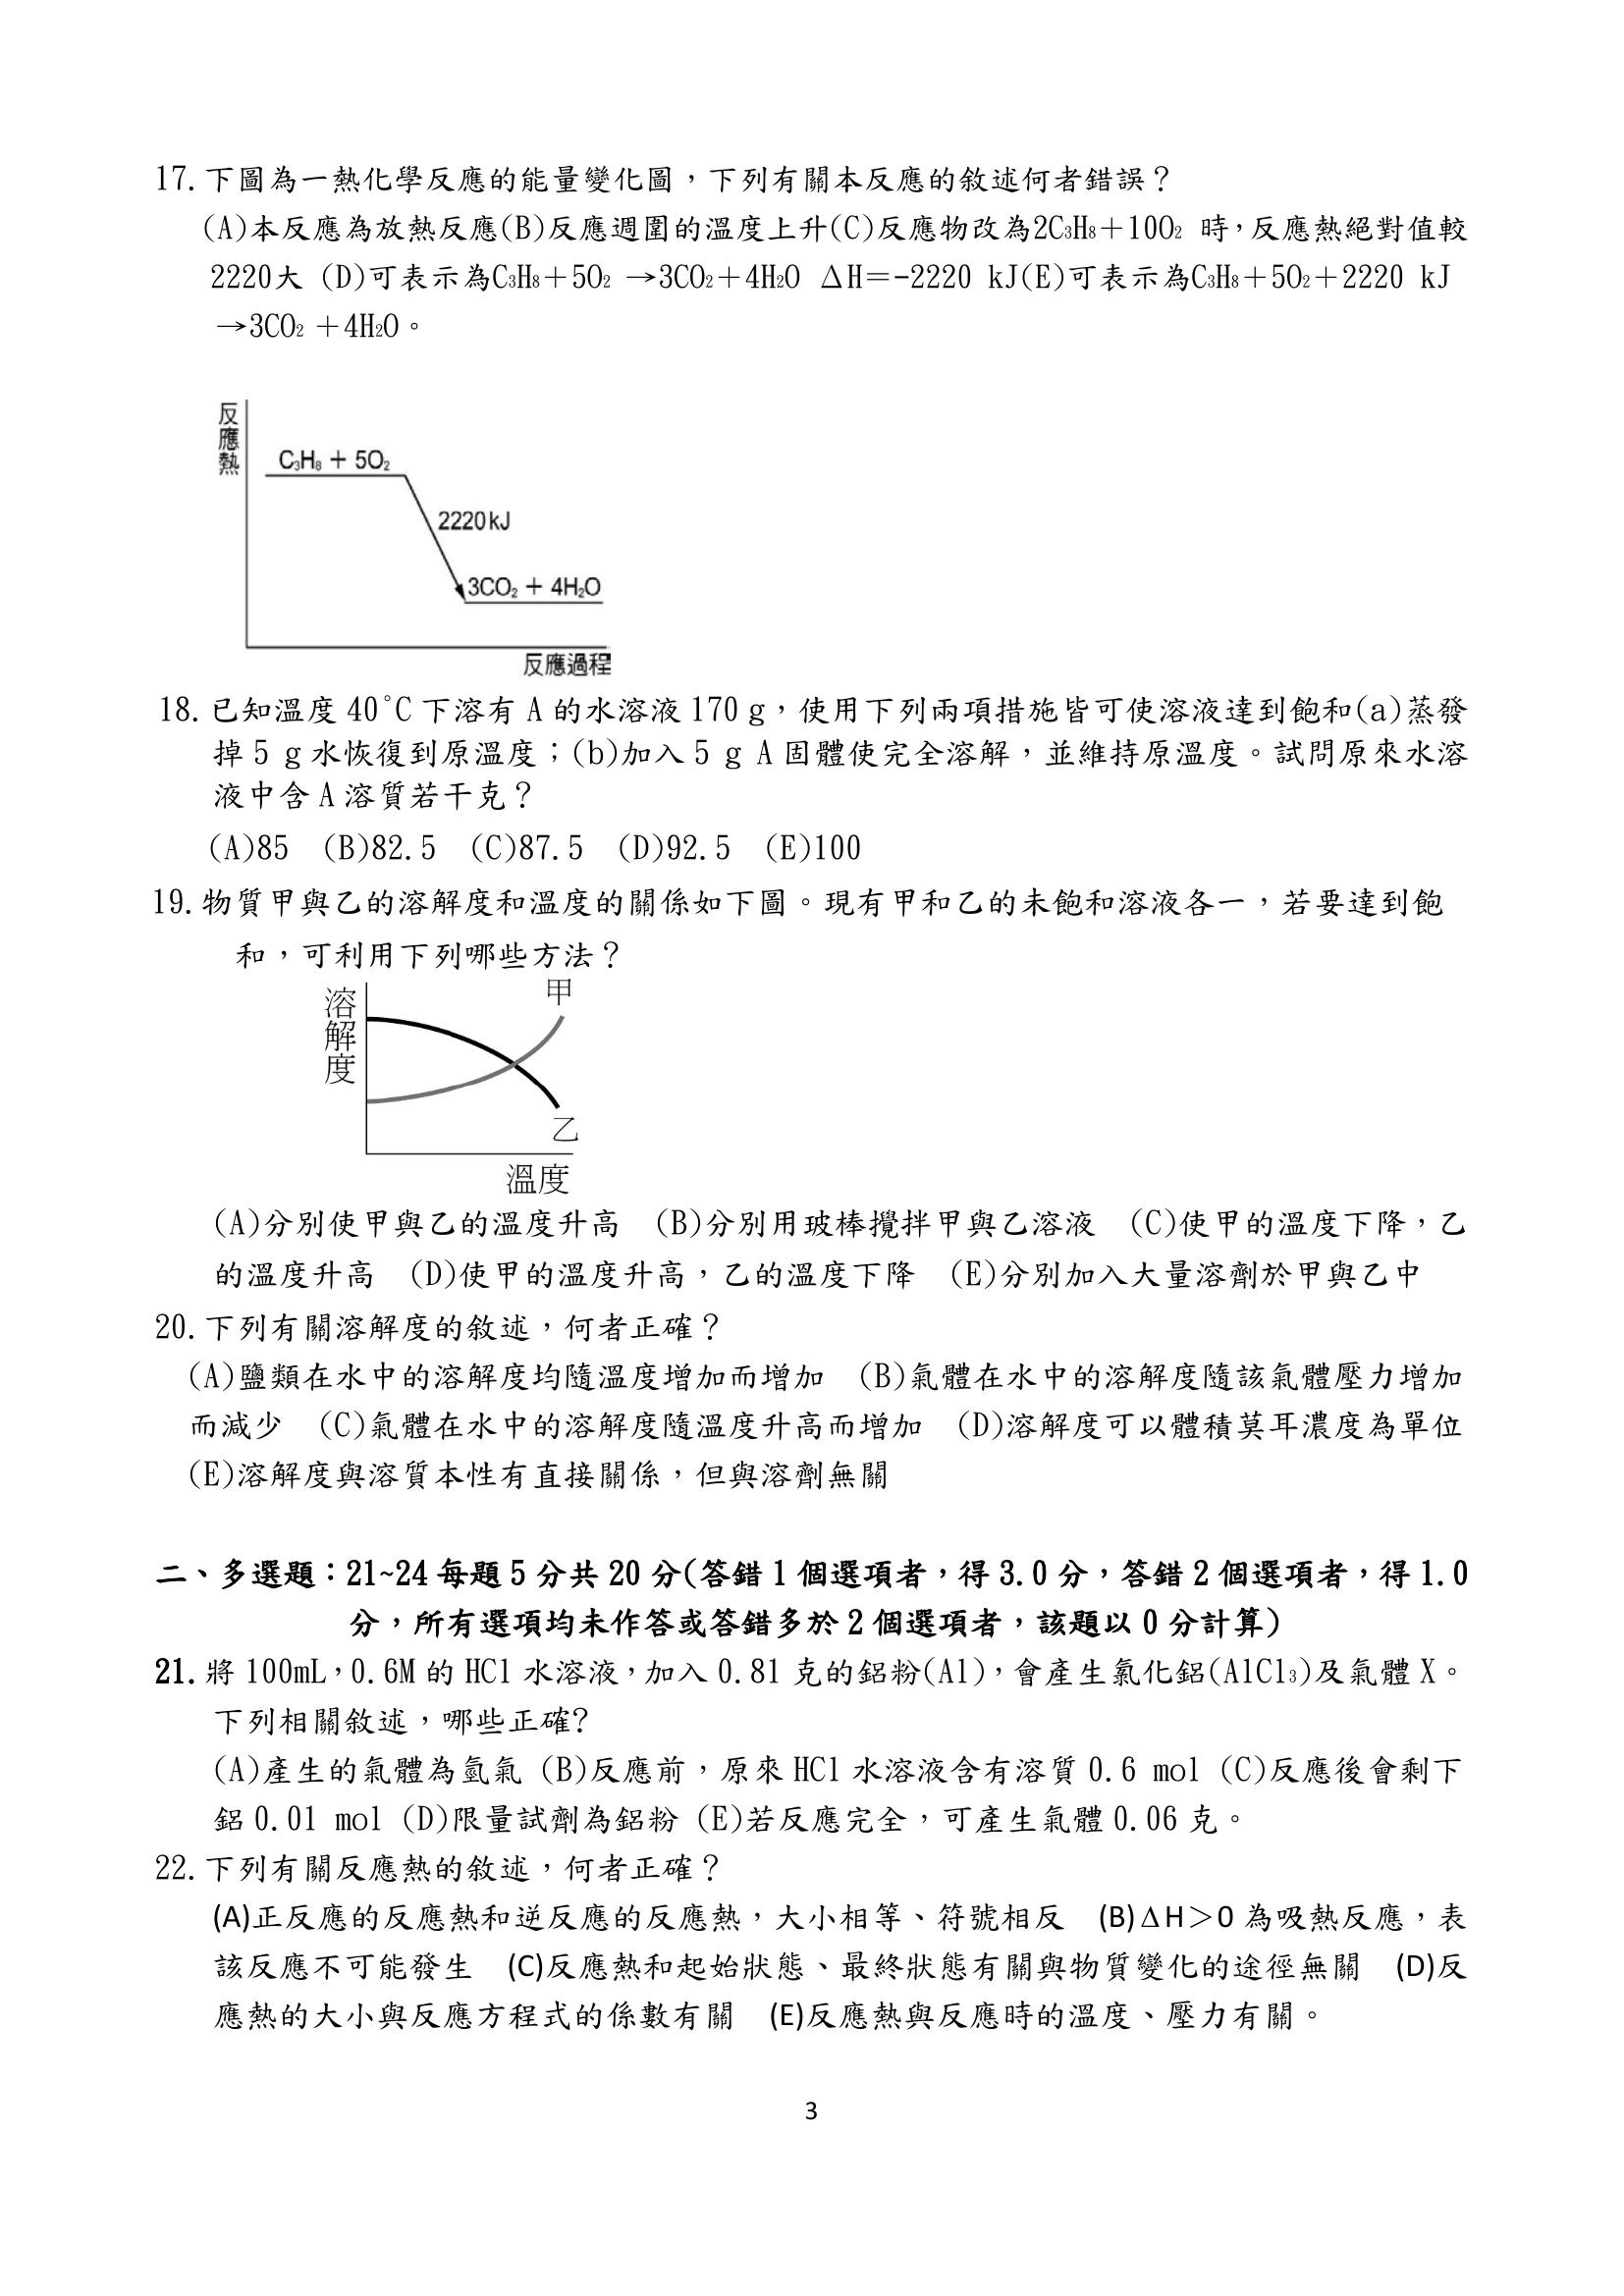 17. 下圖為一熱化學反應的能量變化圖，下列有關本反應的敘述何者錯誤？
(A)本反應為放熱反應(B)反應週圍的溫度上升(C)反應物改為2C₃H₈＋10O₂ 時，反應熱絕對值較
2220大 (D)可表示為C₃H₈＋5O₂ →3CO₂＋4H₂O ΔH＝-2220 kJ(E)可表示為C₃H₈＋5O₂＋2220 kJ
→3CO₂ ＋4H₂O。
反應熱
C₃H₈ + 5O₂
2220kJ
3CO₂ + 4H₂O
反應過程
18. 已知溫度 40°C 下溶有 A 的水溶液 170 g，使用下列兩項措施皆可使溶液達到飽和(a)蒸發
掉 5 g 水恢復到原溫度；(b)加入 5 g A 固體使完全溶解，並維持原溫度。試問原來水溶
液中含 A 溶質若干克？
(A)85 (B)82.5 (C)87.5 (D)92.5 (E)100
19. 物質甲與乙的溶解度和溫度的關係如下圖。現有甲和乙的未飽和溶液各一，若要達到飽
和，可利用下列哪些方法？
溶解度
甲
乙
溫度
(A)分別使甲與乙的溫度升高 (B)分別用玻棒攪拌甲與乙溶液 (C)使甲的溫度下降，乙
的溫度升高 (D)使甲的溫度升高，乙的溫度下降 (E)分別加入大量溶劑於甲與乙中
20. 下列有關溶解度的敘述，何者正確？
(A)鹽類在水中的溶解度均隨溫度增加而增加 (B)氣體在水中的溶解度隨該氣體壓力增加
而減少 (C)氣體在水中的溶解度隨溫度升高而增加 (D)溶解度可以體積莫耳濃度為單位
(E)溶解度與溶質本性有直接關係，但與溶劑無關
二、多選題：21~24 每題 5 分共 20 分(答錯 1 個選項者，得 3.0 分，答錯 2 個選項者，得 1.0
分，所有選項均未作答或答錯多於 2 個選項者，該題以 0 分計算)
21. 將 100mL，0.6M 的 HCl 水溶液，加入 0.81 克的鋁粉(Al)，會產生氯化鋁(AlCl₃)及氣體 X。
下列相關敘述，哪些正確?
(A)產生的氣體為氫氣 (B)反應前，原來 HCl 水溶液含有溶質 0.6 mol (C)反應後會剩下
鋁 0.01 mol (D)限量試劑為鋁粉 (E)若反應完全，可產生氣體 0.06 克。
22. 下列有關反應熱的敘述，何者正確？
(A)正反應的反應熱和逆反應的反應熱，大小相等、符號相反 (B)ΔH＞0 為吸熱反應，表
該反應不可能發生 (C)反應熱和起始狀態、最終狀態有關與物質變化的途徑無關 (D)反
應熱的大小與反應方程式的係數有關 (E)反應熱與反應時的溫度、壓力有關。
3